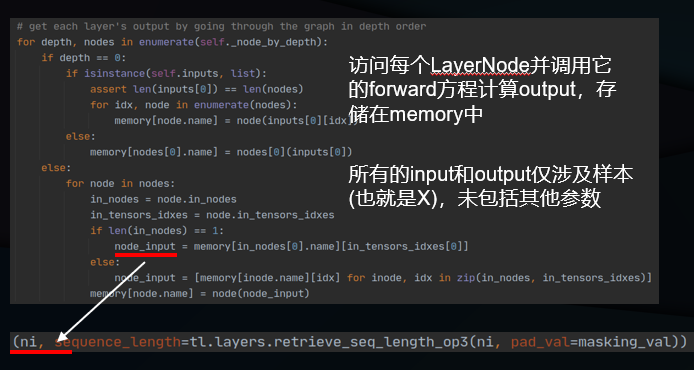 # get each layer's output by going through the graph in depth order
for depth, nodes in enumerate(self._node_by_depth):
if depth == 0:
if isinstance(self.inputs, list):
assert len(inputs[0]) == len(nodes)
for idx, node in enumerate(nodes):
memory[node.name] = node(inputs[0][idx])
else:
memory[nodes[0].name] = nodes[0](inputs[0])
else:
for node in nodes:
in_nodes = node.in_nodes
in_tensors_idxes = node.in_tensors_idxes
if len(in_nodes) == 1:
node_input = memory[in_nodes[0].name][in_tensors_idxes[0]]
else:
node_input = [memory[inode.name][idx] for inode, idx in zip(in_nodes, in_tensors_idxes)]
memory[node.name] = node(node_input)
访问每个LayerNode并调用它
的forward方程计算output，存
储在memory中
所有的input和output仅涉及样本
(也就是X)，未包括其他参数
(ni, sequence_length=tl.layers.retrieve_seq_length_op3(ni, pad_val=masking_val))